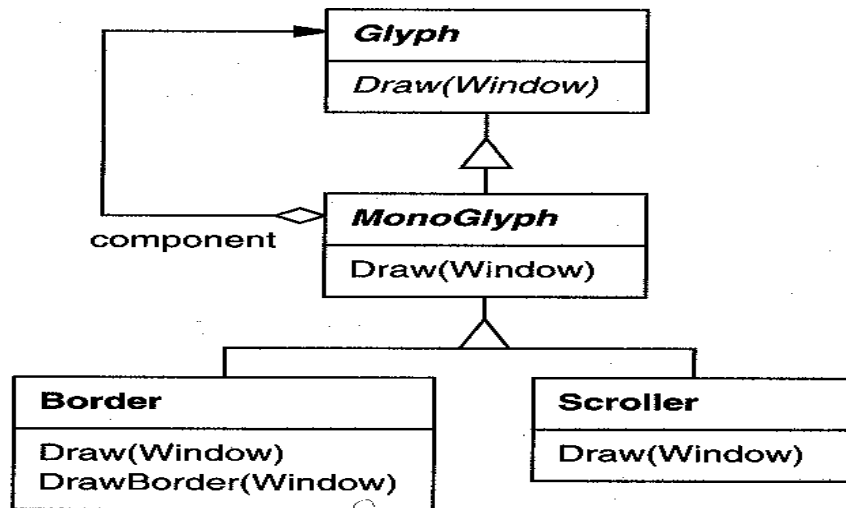 Glyph
Draw(Window)
MonoGlyph
component
Draw(Window)
Border
Draw(Window)
DrawBorder(Window)
Scroller
Draw(Window)